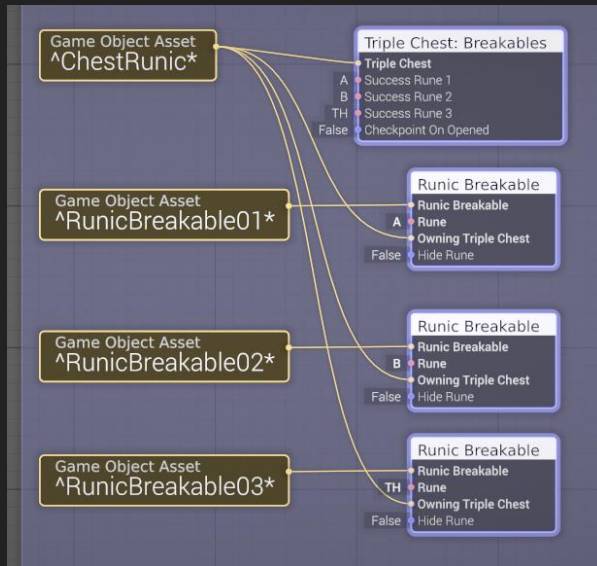 Game Object Asset
^ChestRunic*
Triple Chest: Breakables
Triple Chest
A Success Rune 1
B Success Rune 2
TH Success Rune 3
False Checkpoint On Opened
Game Object Asset
^RunicBreakable01*
Runic Breakable
Runic Breakable
A Rune
Owning Triple Chest
False Hide Rune
Game Object Asset
^RunicBreakable02*
Runic Breakable
Runic Breakable
B Rune
Owning Triple Chest
False Hide Rune
Game Object Asset
^RunicBreakable03*
Runic Breakable
Runic Breakable
TH Rune
Owning Triple Chest
False Hide Rune